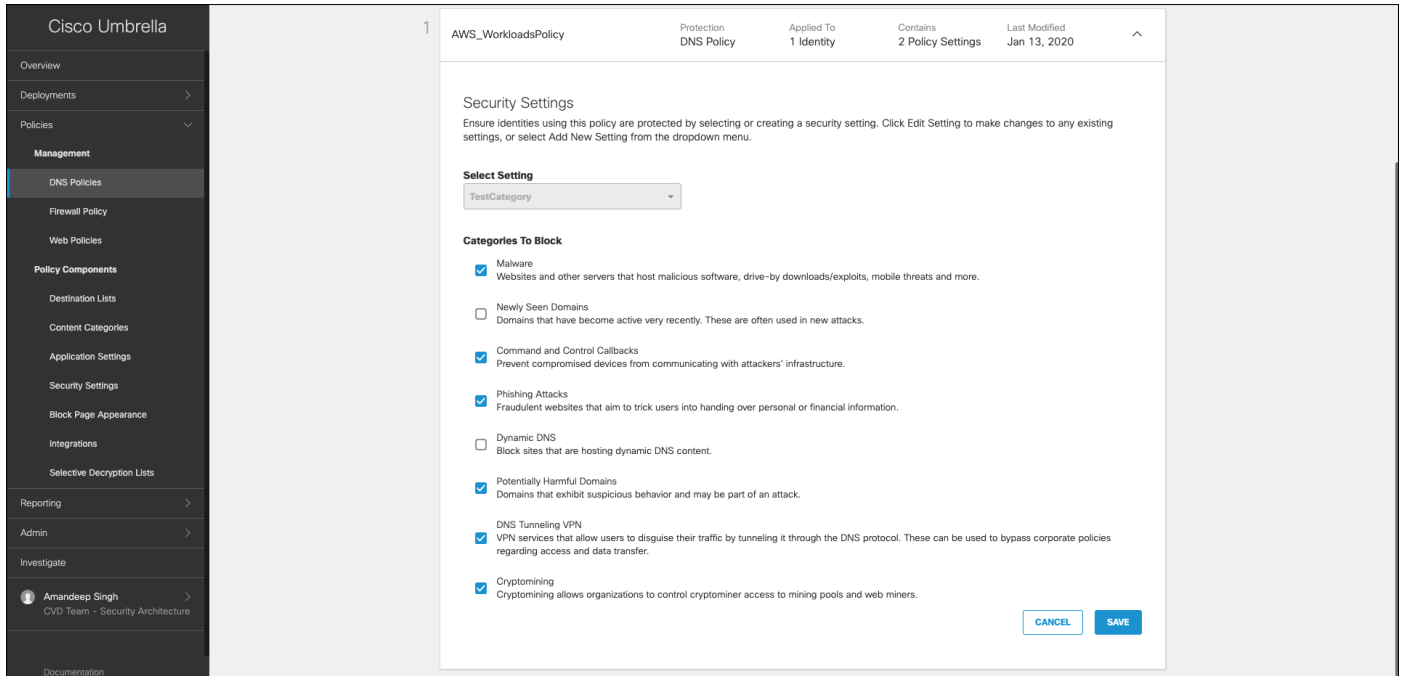 Cisco Umbrella
Overview
Deployments
Policies
Management
DNS Policies
Firewall Policy
Web Policies
Policy Components
Destination Lists
Content Categories
Application Settings
Security Settings
Block Page Appearance
Integrations
Selective Decryption Lists
Reporting
Admin
Investigate
Amandeep Singh
CVD Team - Security Architecture
Documentation
1
AWS_WorkloadsPolicy
Protection
DNS Policy
Applied To
1 Identity
Contains
2 Policy Settings
Last Modified
Jan 13, 2020
Security Settings
Ensure identities using this policy are protected by selecting or creating a security setting. Click Edit Setting to make changes to any existing
settings, or select Add New Setting from the dropdown menu.
Select Setting
TestCategory
Categories To Block
Malware
Websites and other servers that host malicious software, drive-by downloads/exploits, mobile threats and more.
Newly Seen Domains
Domains that have become active very recently. These are often used in new attacks.
Command and Control Callbacks
Prevent compromised devices from communicating with attackers' infrastructure.
Phishing Attacks
Fraudulent websites that aim to trick users into handing over personal or financial information.
Dynamic DNS
Block sites that are hosting dynamic DNS content.
Potentially Harmful Domains
Domains that exhibit suspicious behavior and may be part of an attack.
DNS Tunneling VPN
VPN services that allow users to disguise their traffic by tunneling it through the DNS protocol. These can be used to bypass corporate policies
regarding access and data transfer.
Cryptomining
Cryptomining allows organizations to control cryptominer access to mining pools and web miners.
CANCEL
SAVE